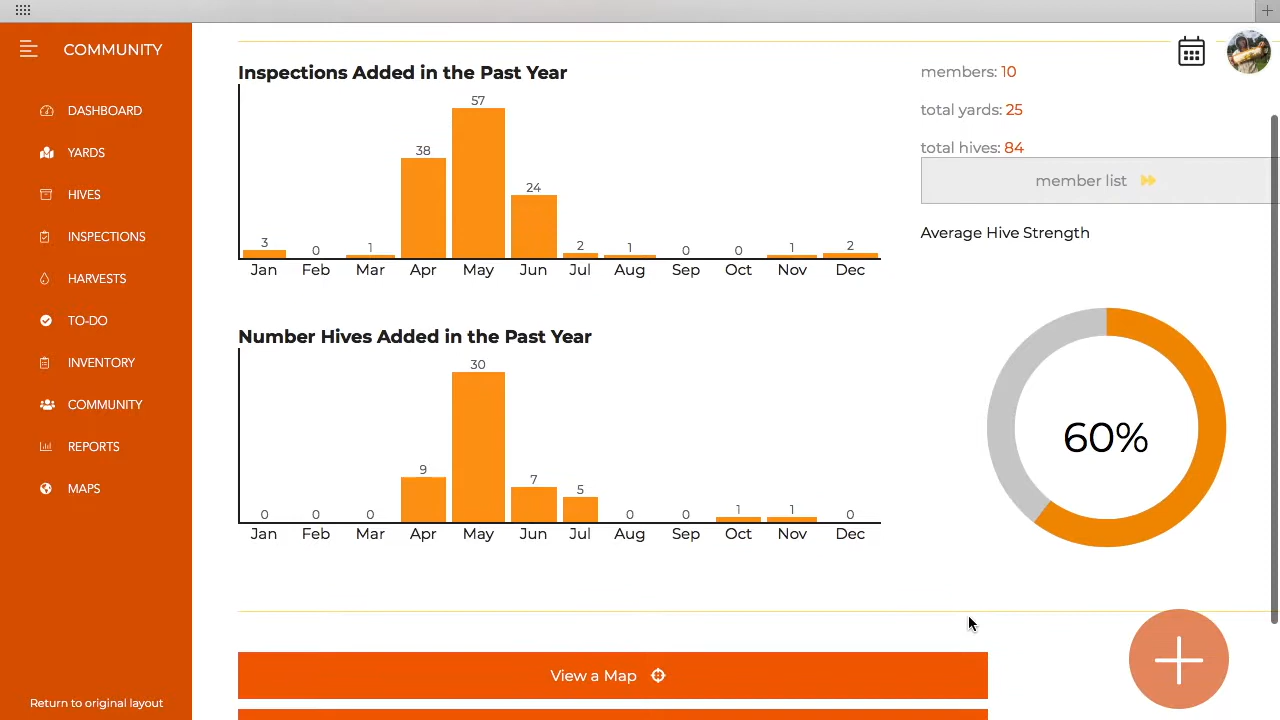 COMMUNITY
DASHBOARD
YARDS
HIVES
INSPECTIONS
HARVESTS
TO-DO
INVENTORY
COMMUNITY
REPORTS
MAPS
Return to original layout
Inspections Added in the Past Year
3 0 1 38 57 24 2 1 0 0 1 2
Jan Feb Mar Apr May Jun Jul Aug Sep Oct Nov Dec
Number Hives Added in the Past Year
0 0 0 9 30 7 5 0 0 1 1 0
Jan Feb Mar Apr May Jun Jul Aug Sep Oct Nov Dec
View a Map
members: 10
total yards: 25
total hives: 84
member list
Average Hive Strength
60%